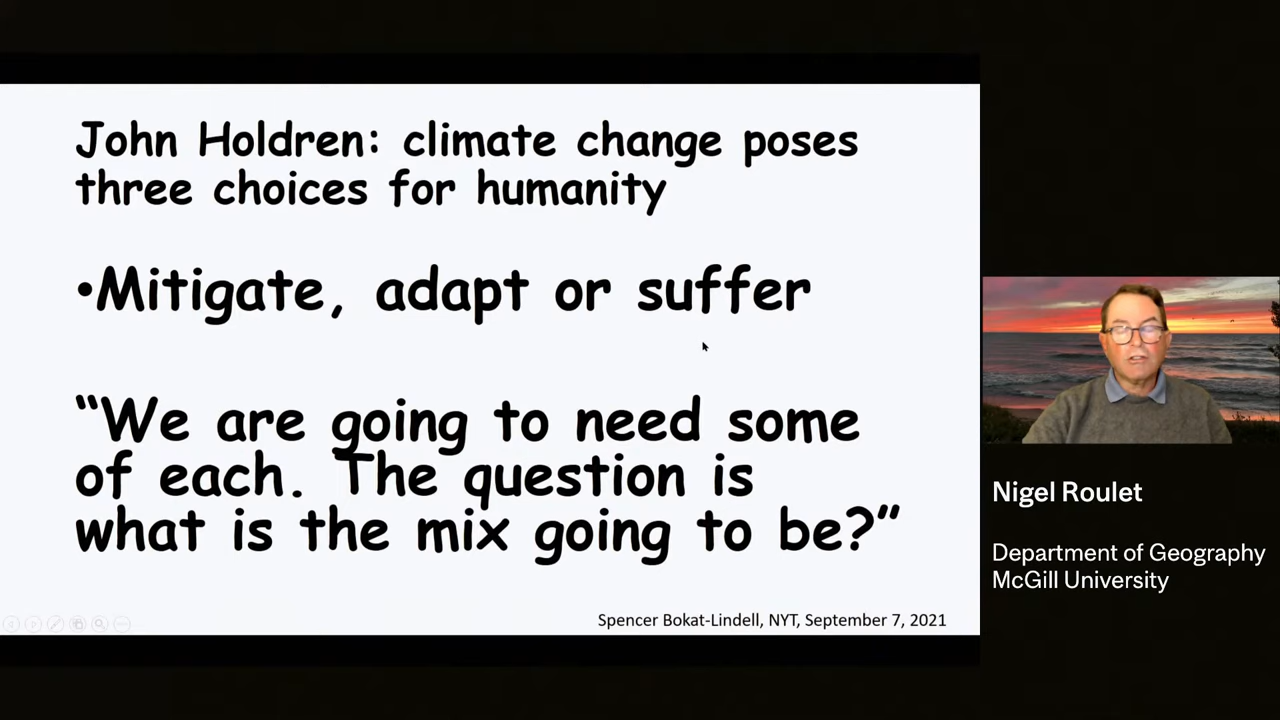 John Holdren: climate change poses
three choices for humanity
•Mitigate, adapt or suffer
“We are going to need some
of each. The question is
what is the mix going to be?”
Spencer Bokat-Lindell, NYT, September 7, 2021
Nigel Roulet
Department of Geography
McGill University